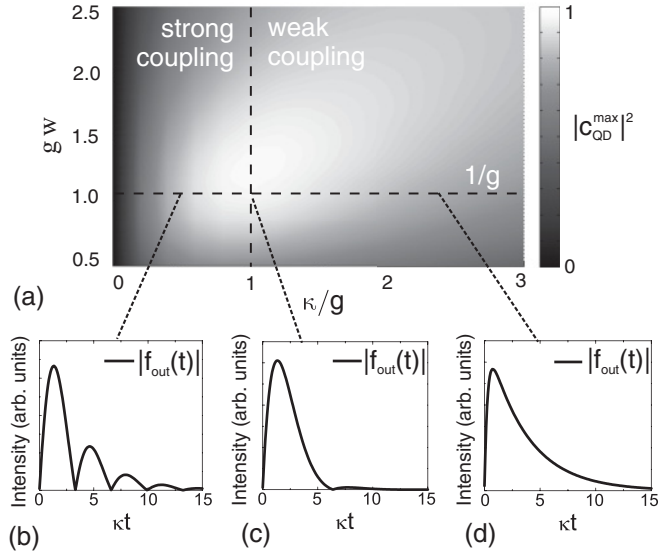 2.5
2.0
1.5
1.0
0.5
g w
strong
coupling
weak
coupling
1/g
1
0
|c_QD^max|²
0
1
2
3
κ/g
(a)
Intensity (arb. units)
|f_out(t)|
0
5
10
15
κt
(b)
Intensity (arb. units)
|f_out(t)|
0
5
10
15
κt
(c)
Intensity (arb. units)
|f_out(t)|
0
5
10
15
κt
(d)